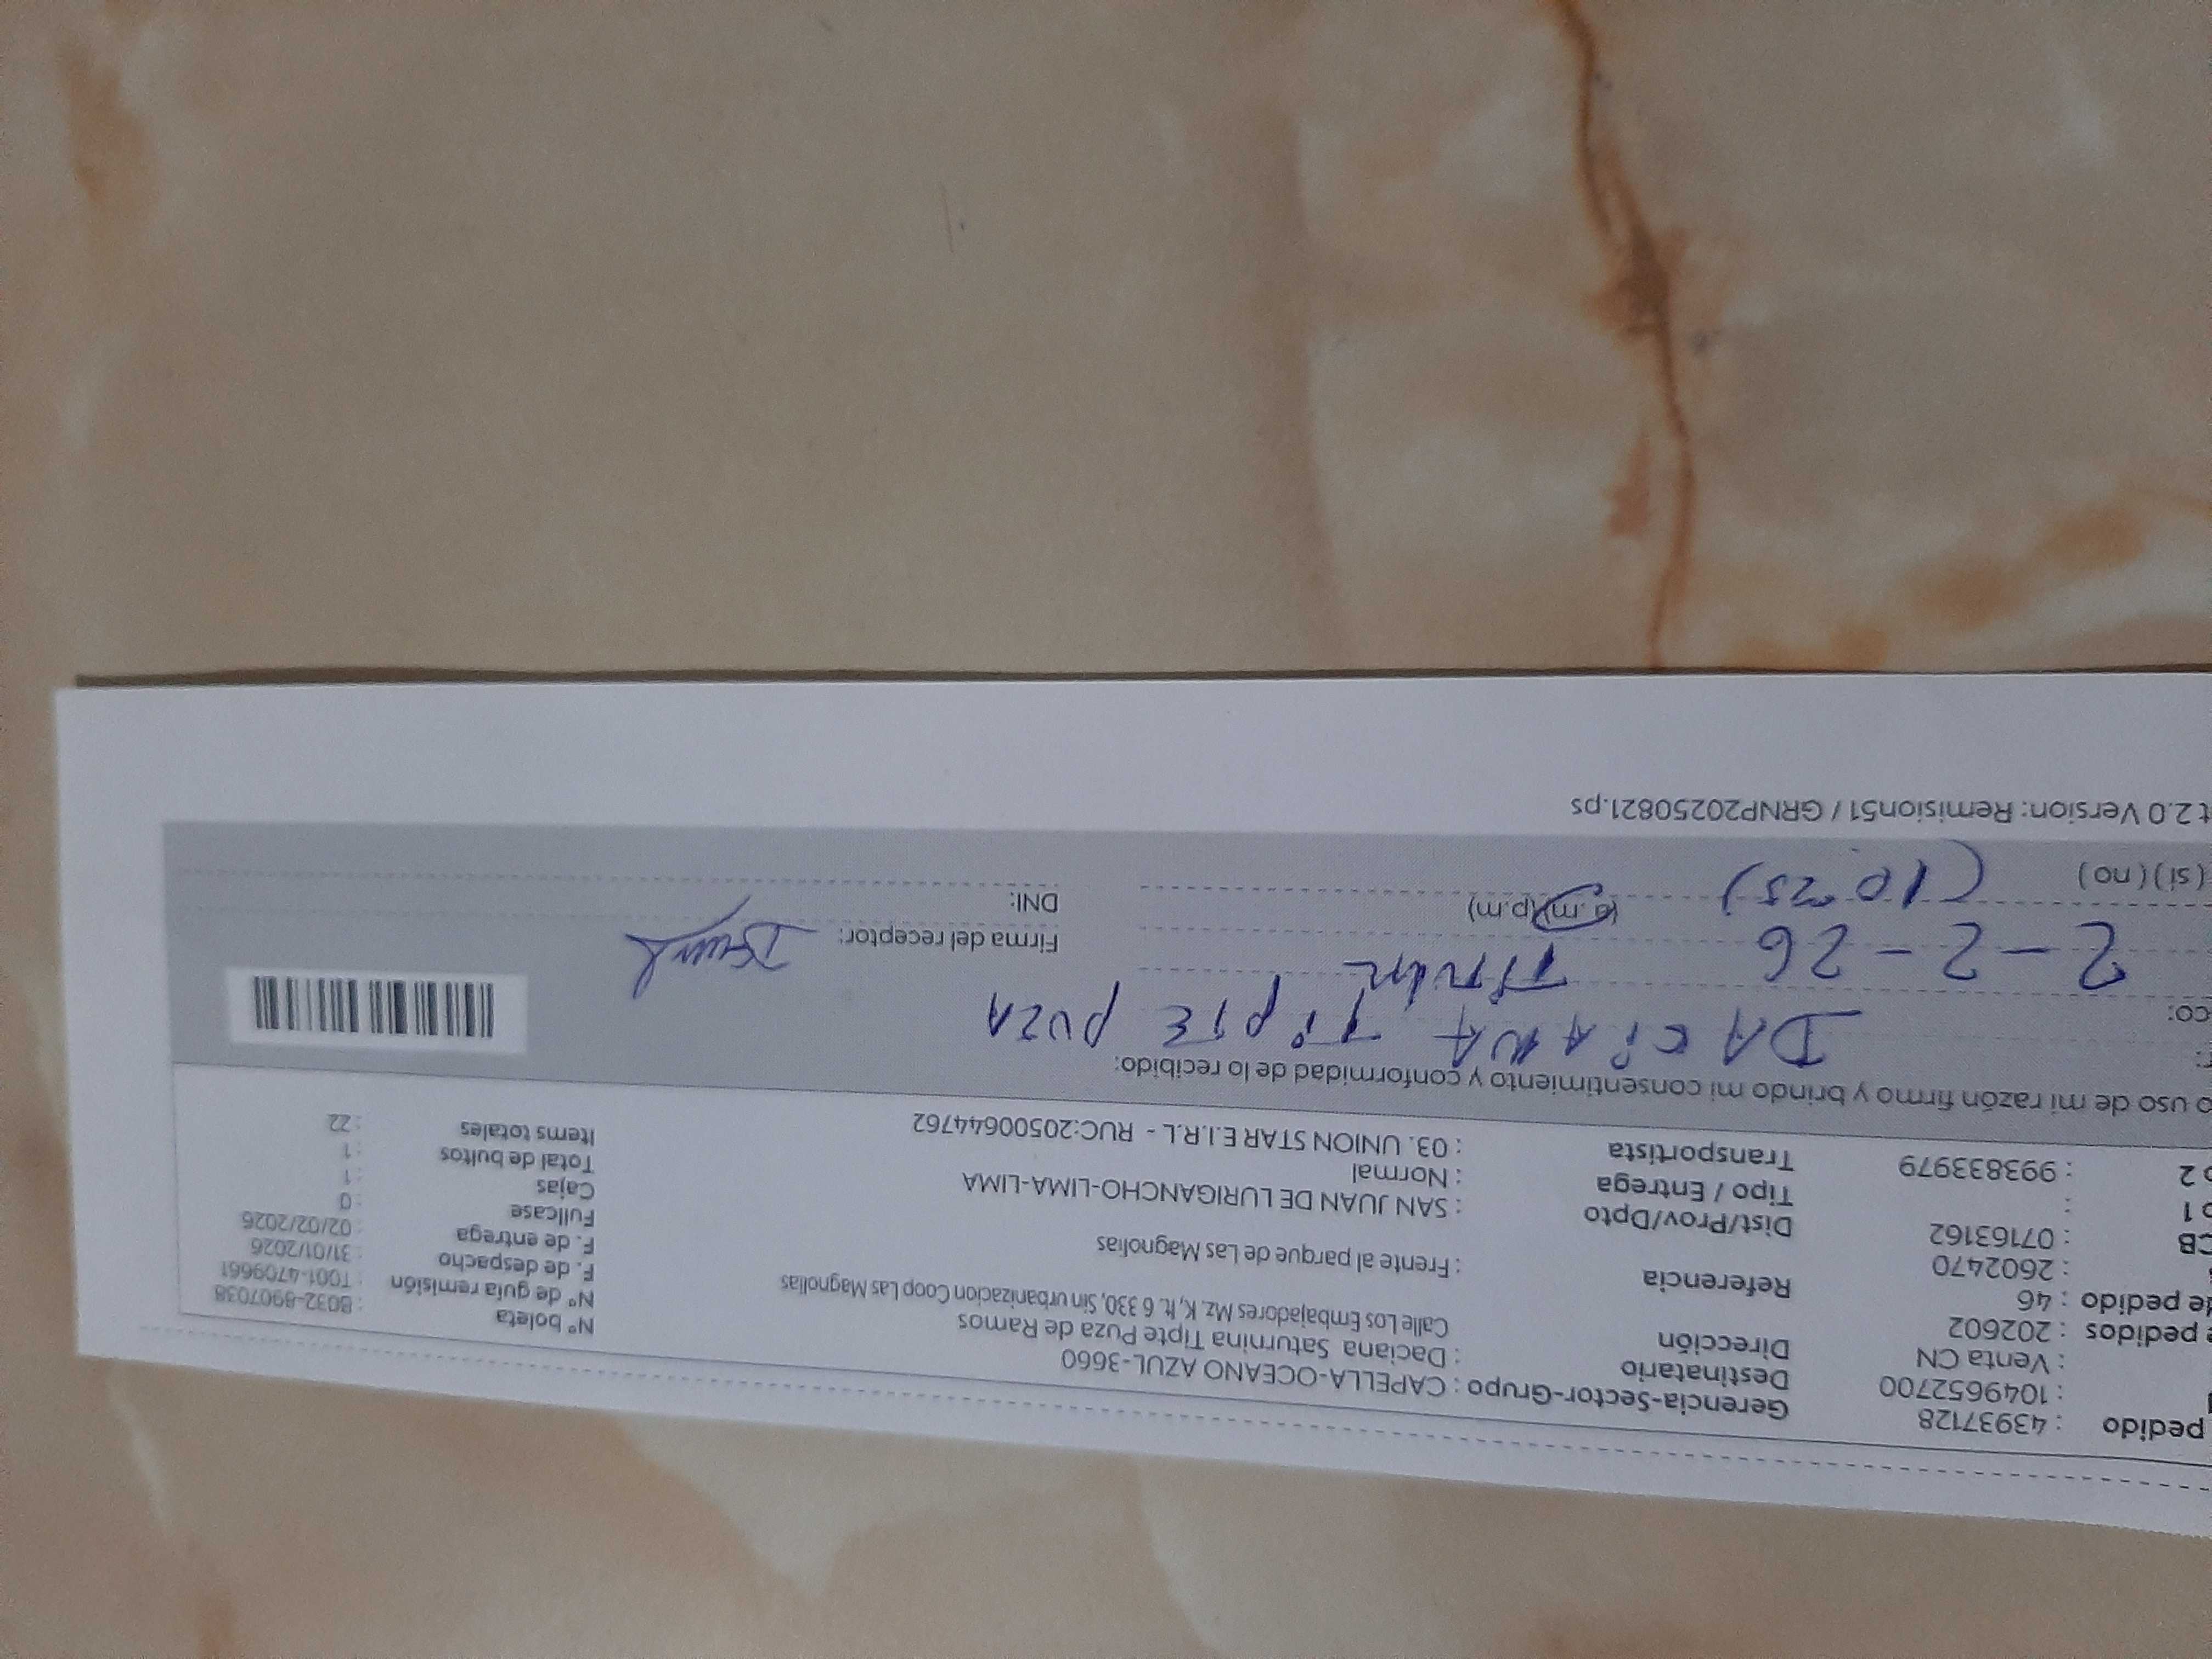 pedido : 43937128
: 1049652700
: Venta CN
pedidos : 202602
de pedido : 46
: 2602470
CB : 07163162
1 :
2 : 993833979
Gerencia-Sector-Grupo : CAPELLA-OCEANO AZUL-3660
Destinatario : Daciana Saturnina Tipte Puza de Ramos
Dirección Calle Los Embajadores Mz. K, lt. 6 330, Sin urbanizacion Coop Las Magnolias
Referencia : Frente al parque de Las Magnolias
Dist/Prov/Dpto : SAN JUAN DE LURIGANCHO-LIMA-LIMA
Tipo / Entrega : Normal
Transportista : 03. UNION STAR E.I.R.L - RUC:20500644762
N° boleta : B032-8907038
N° de guía remisión : T001-4709661
F. de despacho : 31/01/2026
F. de entrega : 02/02/2026
Fullcase : 0
Cajas : 1
Total de bultos : 1
Items totales : 22
o uso de mi razón firmo y brindo mi consentimiento y conformidad de lo recibido:
DACIANA TIPTE PUZA
co:
2-2-26
Firma del receptor:
(si) (no) (10 25) (a.m) (p.m)
DNI:
t 2.0 Version: Remision51 / GRNP20250821.ps